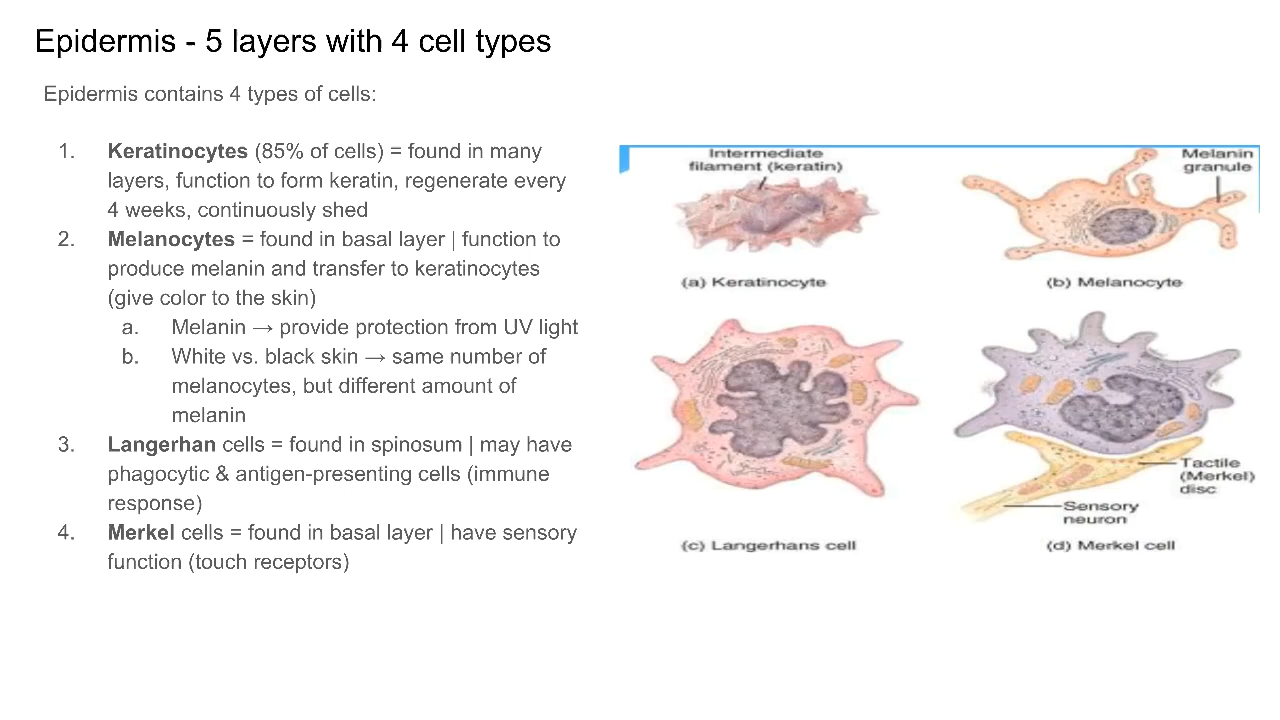 Epidermis - 5 layers with 4 cell types
Epidermis contains 4 types of cells:
1. Keratinocytes (85% of cells) = found in many
layers, function to form keratin, regenerate every
4 weeks, continuously shed
2. Melanocytes = found in basal layer | function to
produce melanin and transfer to keratinocytes
(give color to the skin)
a. Melanin → provide protection from UV light
b. White vs. black skin → same number of
melanocytes, but different amount of
melanin
3. Langerhan cells = found in spinosum | may have
phagocytic & antigen-presenting cells (immune
response)
4. Merkel cells = found in basal layer | have sensory
function (touch receptors)
Intermediate
filament (keratin)
(a) Keratinocyte
Melanin
granule
(b) Melanocyte
(c) Langerhans cell
Tactile
(Merkel)
disc
Sensory
neuron
(d) Merkel cell